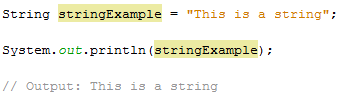 String stringExample = "This is a string";
System.out.println(stringExample);
// Output: This is a string